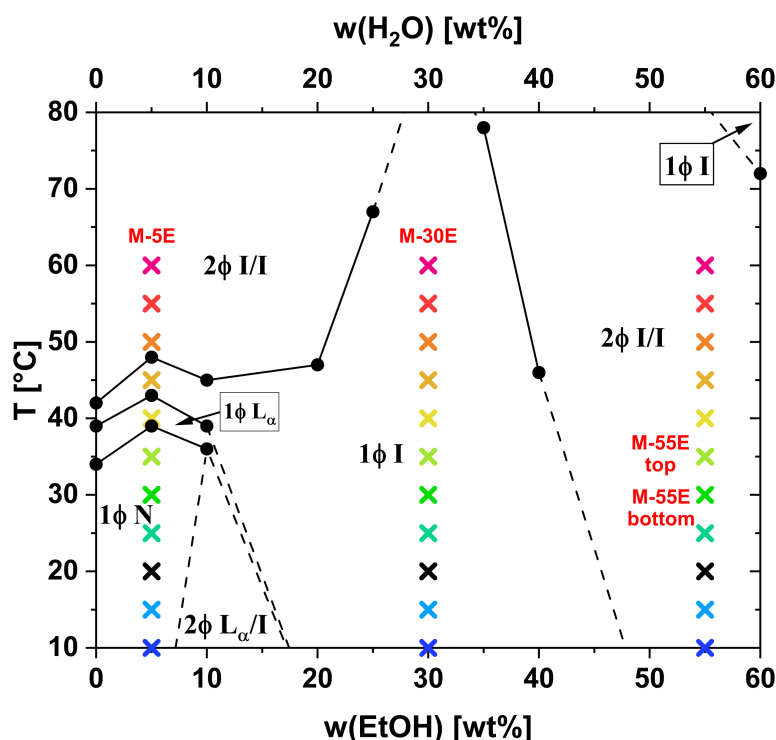 w(H₂O) [wt%]
0 10 20 30 40 50 60
80
70
60
50
40
30
20
10
T [°C]
1ϕ I
M-5E
M-30E
2ϕ I/I
2ϕ I/I
1ϕ Lα
1ϕ I
M-55E
top
M-55E
bottom
1ϕ N
2ϕ Lα/I
0 10 20 30 40 50 60
w(EtOH) [wt%]